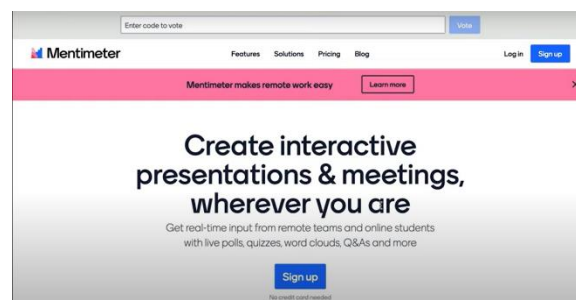 Enter code to vote Vote
Mentimeter Features Solutions Pricing Blog Log in Sign up
Mentimeter makes remote work easy Learn more
Create interactive
presentations & meetings,
wherever you are
Get real-time input from remote teams and online students
with live polls, quizzes, word clouds, Q&As and more
Sign up
No credit card needed